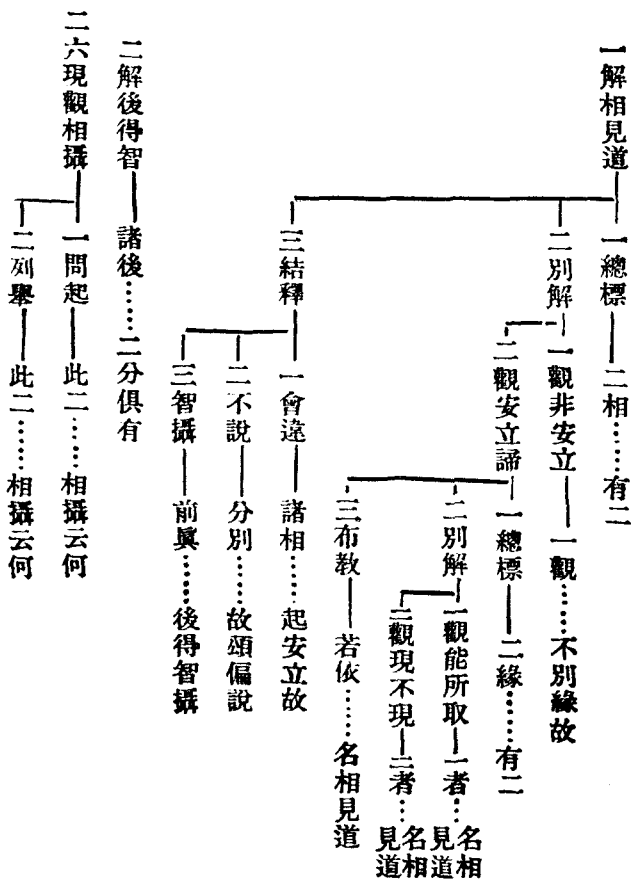 一解相見道 一總標 二相……有二
二別解 一觀非安立 一觀……不別緣故
二觀安立諦 一總標 二緣……有二
二別解 一觀能所取 一者…名相見道
二觀現不現 二者…名相見道
三布教 若依……名相見道
三結釋 一會違 諸相……起安立故
二不說 分別……故頌偏說
三智攝 前眞……後得智攝
二解後得智 諸後……二分俱有
二六現觀相攝 一問起 此二……相攝云何
二列舉 此二……相攝云何